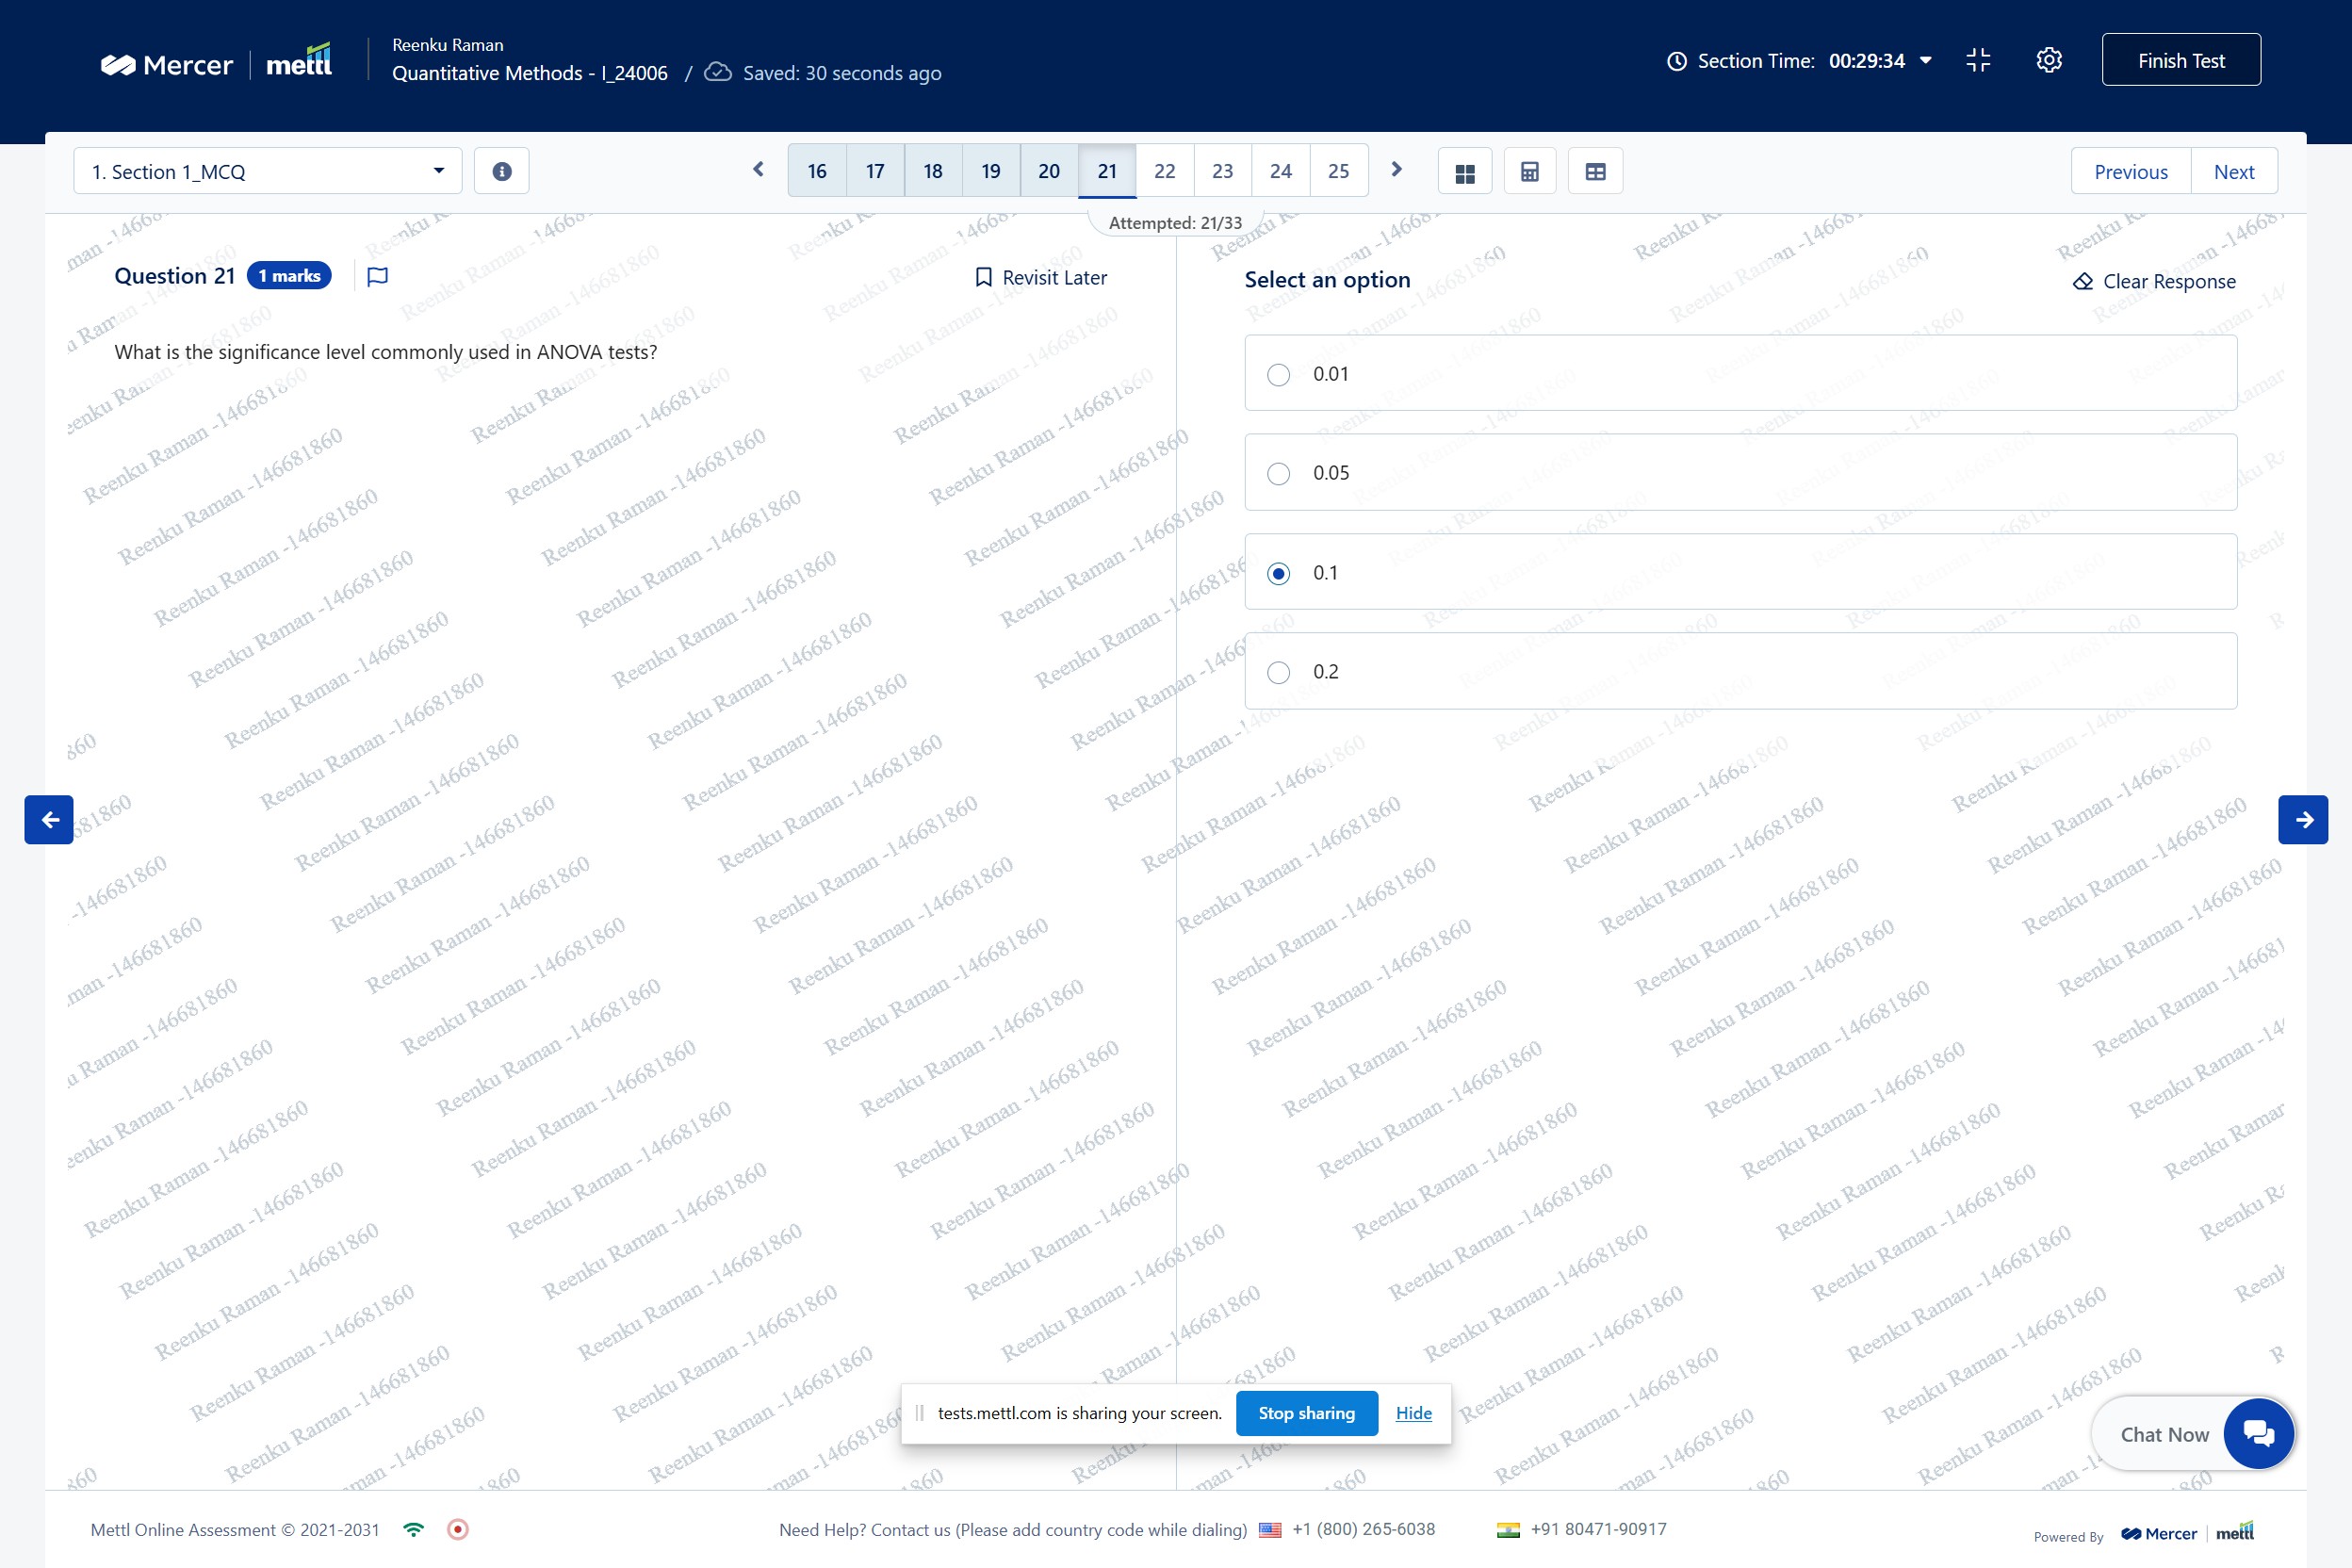 Mercer | mettl
Reenku Raman
Quantitative Methods - I_24006 / Saved: 30 seconds ago
Section Time: 00:29:34
Finish Test
1. Section 1_MCQ
16 17 18 19 20 21 22 23 24 25
Previous Next
Attempted: 21/33
Question 21 1 marks
Revisit Later
What is the significance level commonly used in ANOVA tests?
Select an option
Clear Response
0.01
0.05
0.1
0.2
Reenku Raman -146681860
tests.mettl.com is sharing your screen. Stop sharing Hide
Chat Now
Mettl Online Assessment © 2021-2031
Need Help? Contact us (Please add country code while dialing) +1 (800) 265-6038 +91 80471-90917
Powered By Mercer | mettl